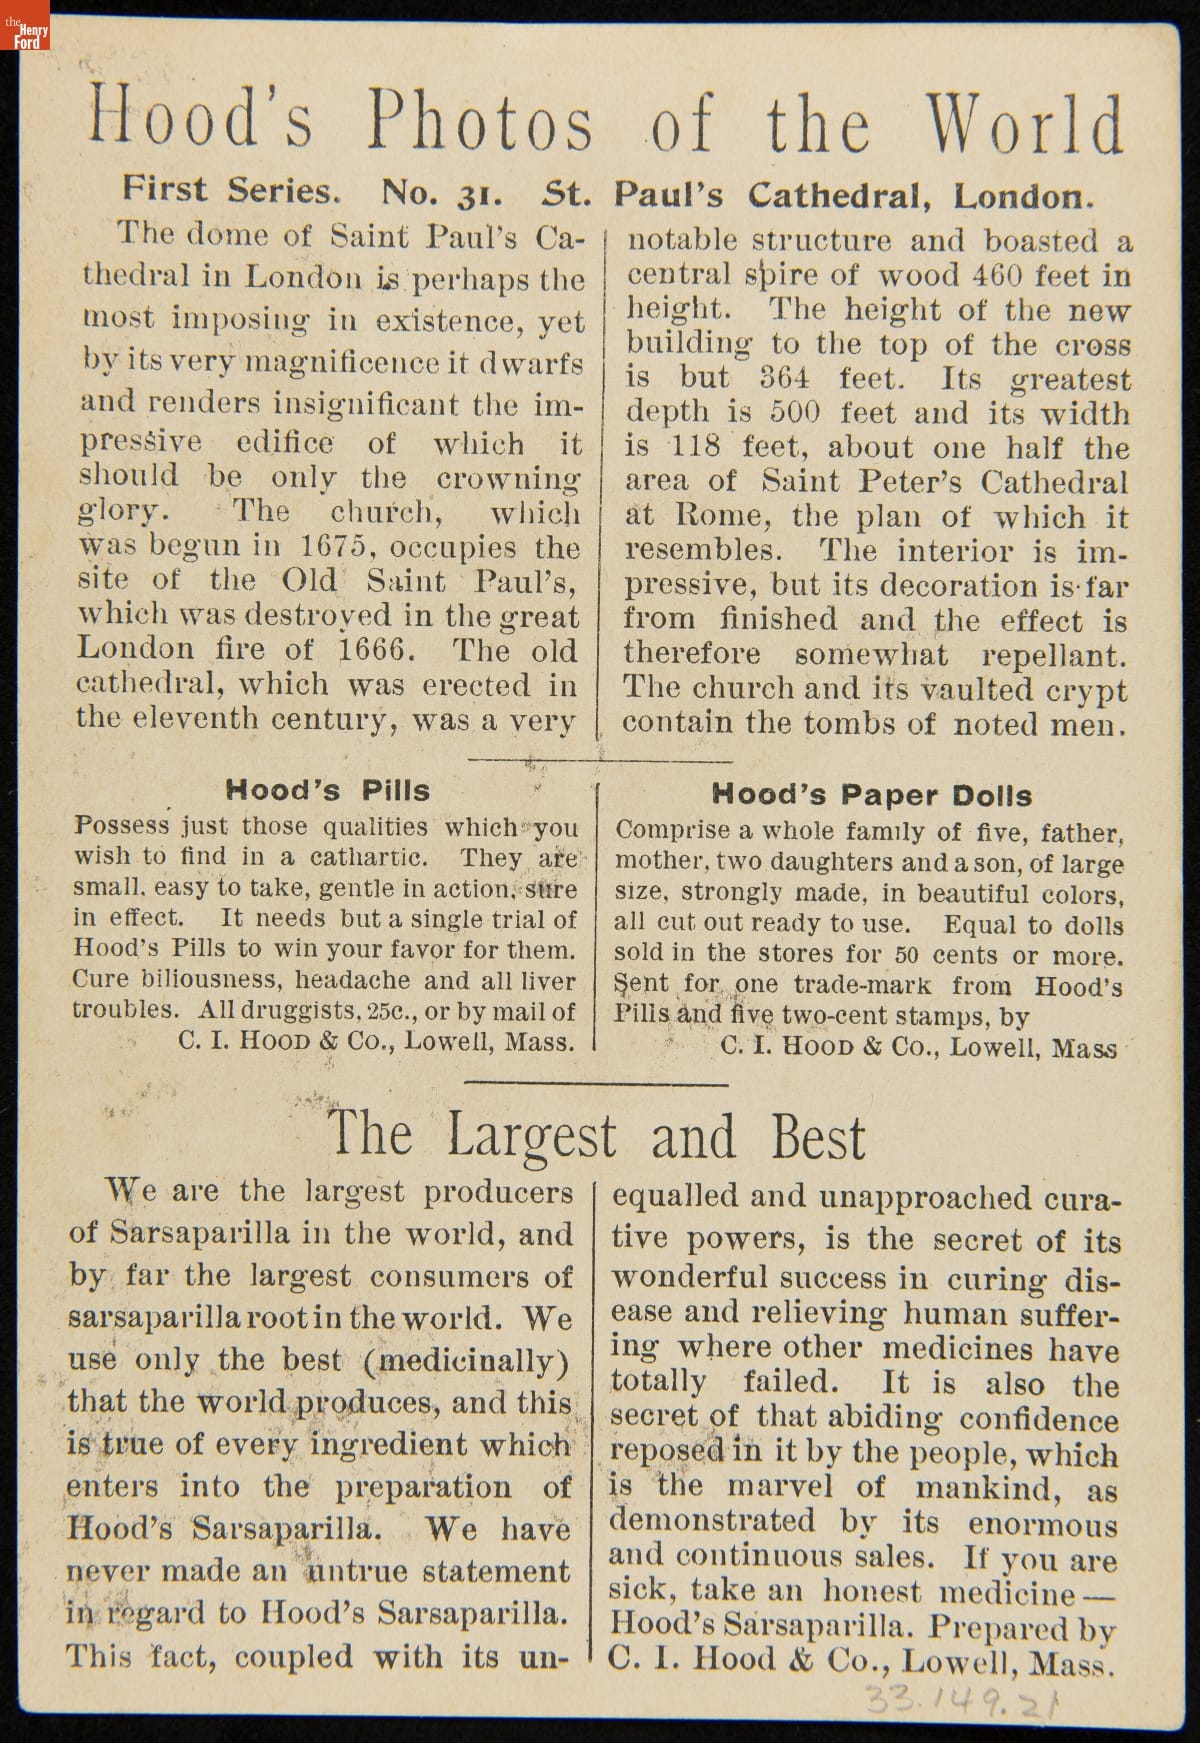 the Henry Ford
Hood's Photos of the World
First Series. No. 31. St. Paul's Cathedral, London.
The dome of Saint Paul's Ca-
thedral in London is perhaps the
most imposing in existence, yet
by its very magnificence it dwarfs
and renders insignificant the im-
pressive edifice of which it
should be only the crowning
glory. The church, which
was begun in 1675, occupies the
site of the Old Saint Paul's,
which was destroyed in the great
London fire of 1666. The old
cathedral, which was erected in
the eleventh century, was a very
notable structure and boasted a
central spire of wood 460 feet in
height. The height of the new
building to the top of the cross
is but 364 feet. Its greatest
depth is 500 feet and its width
is 118 feet, about one half the
area of Saint Peter's Cathedral
at Rome, the plan of which it
resembles. The interior is im-
pressive, but its decoration is far
from finished and the effect is
therefore somewhat repellant.
The church and its vaulted crypt
contain the tombs of noted men.
Hood's Pills
Possess just those qualities which you
wish to find in a cathartic. They are
small, easy to take, gentle in action, sure
in effect. It needs but a single trial of
Hood's Pills to win your favor for them.
Cure biliousness, headache and all liver
troubles. All druggists, 25c., or by mail of
C. I. HOOD & Co., Lowell, Mass.
Hood's Paper Dolls
Comprise a whole family of five, father,
mother, two daughters and a son, of large
size, strongly made, in beautiful colors,
all cut out ready to use. Equal to dolls
sold in the stores for 50 cents or more.
Sent for one trade-mark from Hood's
Pills and five two-cent stamps, by
C. I. HOOD & Co., Lowell, Mass
The Largest and Best
We are the largest producers
of Sarsaparilla in the world, and
by far the largest consumers of
sarsaparilla root in the world. We
use only the best (medicinally)
that the world produces, and this
is true of every ingredient which
enters into the preparation of
Hood's Sarsaparilla. We have
never made an untrue statement
in regard to Hood's Sarsaparilla.
This fact, coupled with its un-
equalled and unapproached cura-
tive powers, is the secret of its
wonderful success in curing dis-
ease and relieving human suffer-
ing where other medicines have
totally failed. It is also the
secret of that abiding confidence
reposed in it by the people, which
is the marvel of mankind, as
demonstrated by its enormous
and continuous sales. If you are
sick, take an honest medicine —
Hood's Sarsaparilla. Prepared by
C. I. Hood & Co., Lowell, Mass.
33.149.21